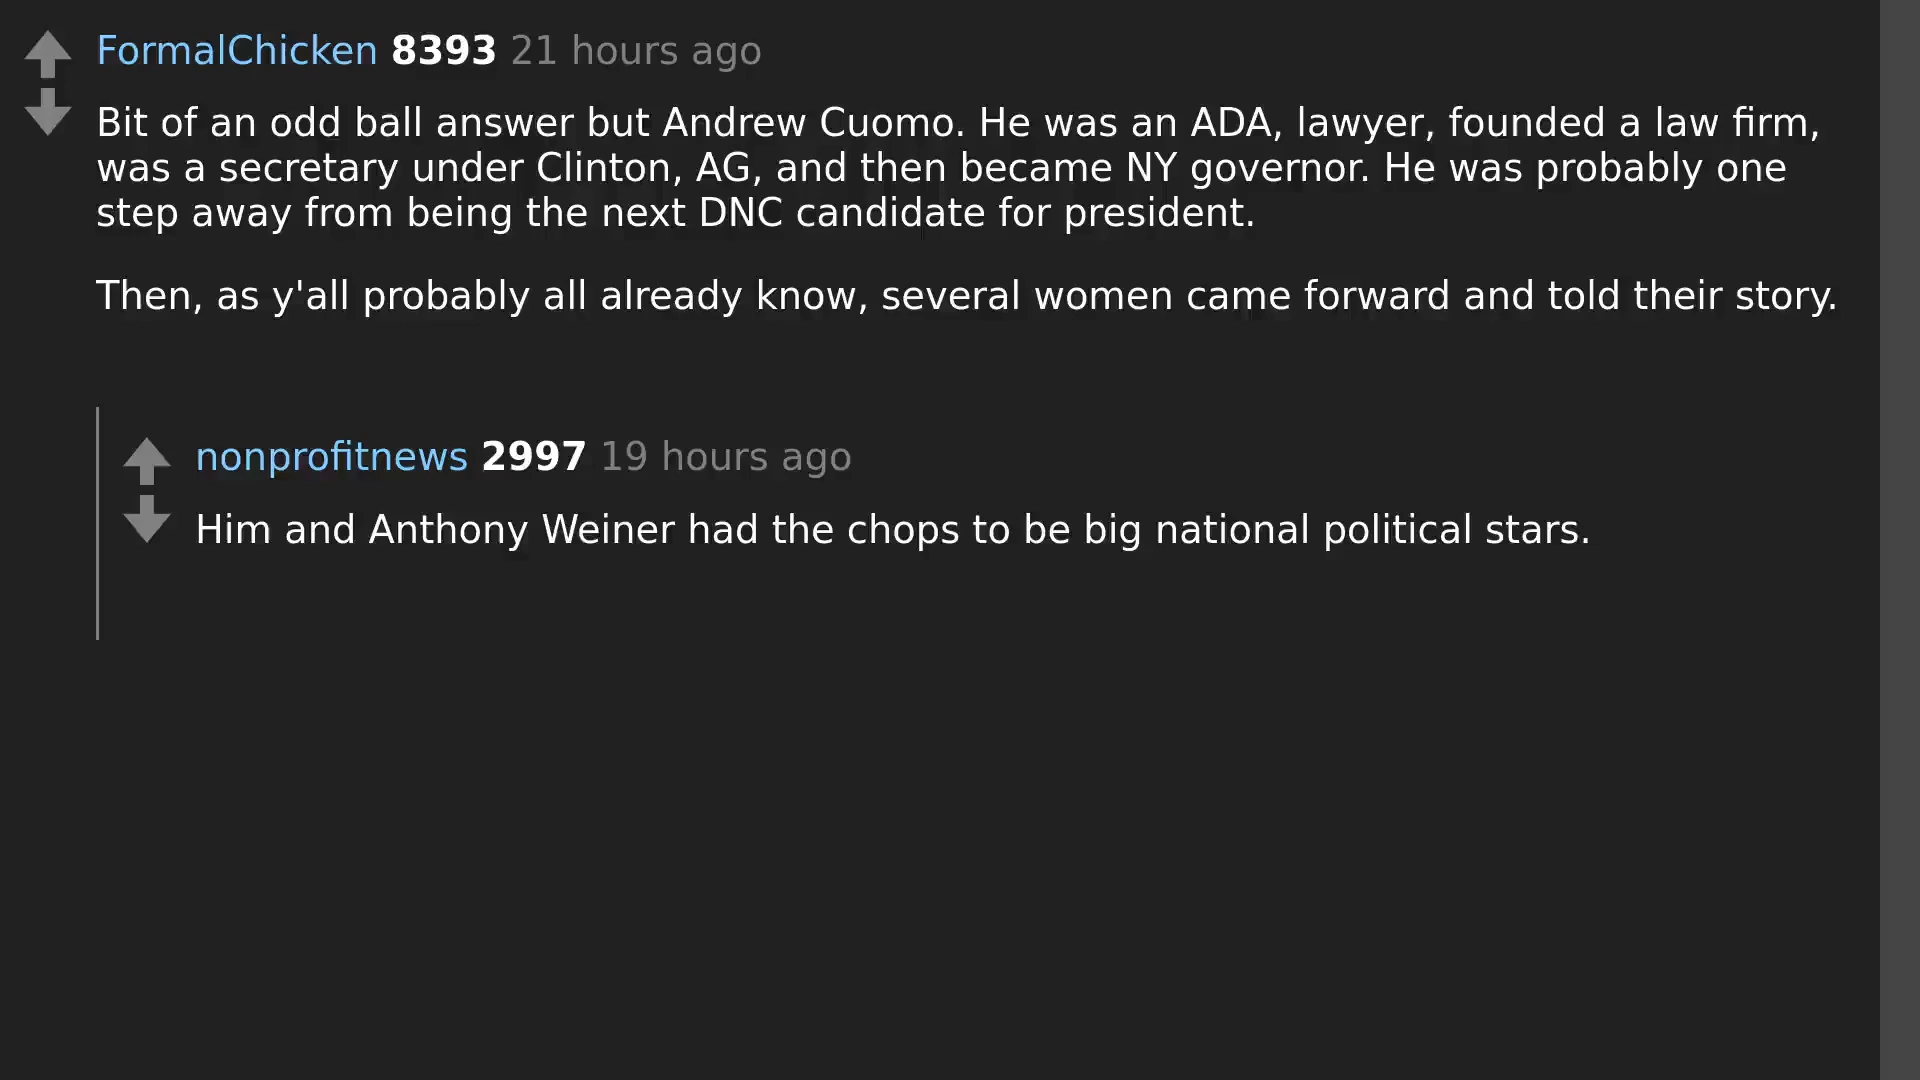 FormalChicken 8393 21 hours ago
Bit of an odd ball answer but Andrew Cuomo. He was an ADA, lawyer, founded a law firm,
was a secretary under Clinton, AG, and then became NY governor. He was probably one
step away from being the next DNC candidate for president.
Then, as y'all probably all already know, several women came forward and told their story.
nonprofitnews 2997 19 hours ago
Him and Anthony Weiner had the chops to be big national political stars.